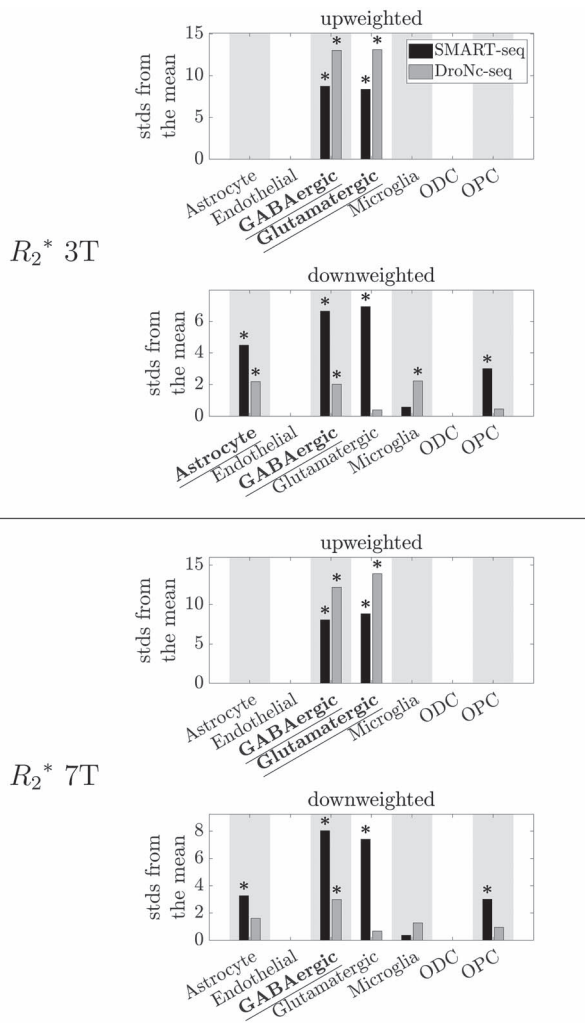 upweighted
stds from
the mean
15
10
5
0
* * * *
SMART-seq
DroNc-seq
Astrocyte
Endothelial
GABAergic
Glutamatergic
Microglia
ODC
OPC
R₂* 3T
downweighted
stds from
the mean
6
4
2
0
* * * * * * *
Astrocyte
Endothelial
GABAergic
Glutamatergic
Microglia
ODC
OPC
upweighted
stds from
the mean
15
10
5
0
* * * *
Astrocyte
Endothelial
GABAergic
Glutamatergic
Microglia
ODC
OPC
R₂* 7T
downweighted
stds from
the mean
8
6
4
2
0
* * * * *
Astrocyte
Endothelial
GABAergic
Glutamatergic
Microglia
ODC
OPC